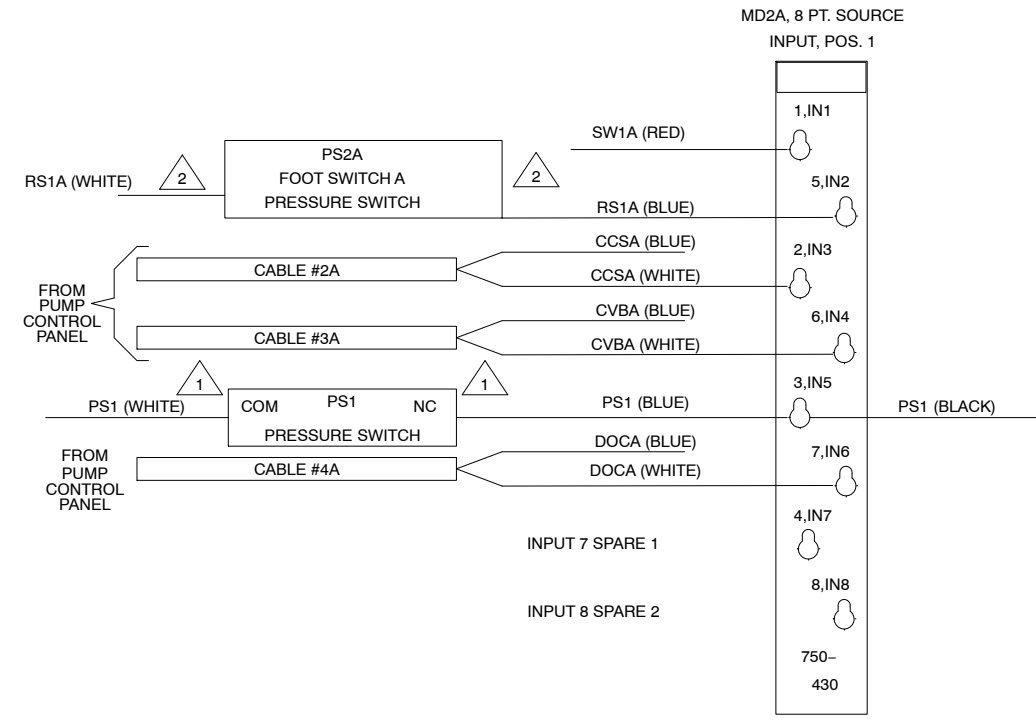 MD2A, 8 PT. SOURCE
INPUT, POS. 1
1,IN1
SW1A (RED)
PS2A
FOOT SWITCH A
PRESSURE SWITCH
2
2
RS1A (WHITE)
5,IN2
RS1A (BLUE)
CCSA (BLUE)
2,IN3
CABLE #2A
CCSA (WHITE)
FROM
PUMP
CONTROL
PANEL
CVBA (BLUE)
6,IN4
CABLE #3A
CVBA (WHITE)
1
1
3,IN5
PS1 (WHITE)
COM
PS1
NC
PRESSURE SWITCH
PS1 (BLUE)
PS1 (BLACK)
DOCA (BLUE)
7,IN6
FROM
PUMP
CONTROL
PANEL
CABLE #4A
DOCA (WHITE)
4,IN7
INPUT 7 SPARE 1
8,IN8
INPUT 8 SPARE 2
750–
430